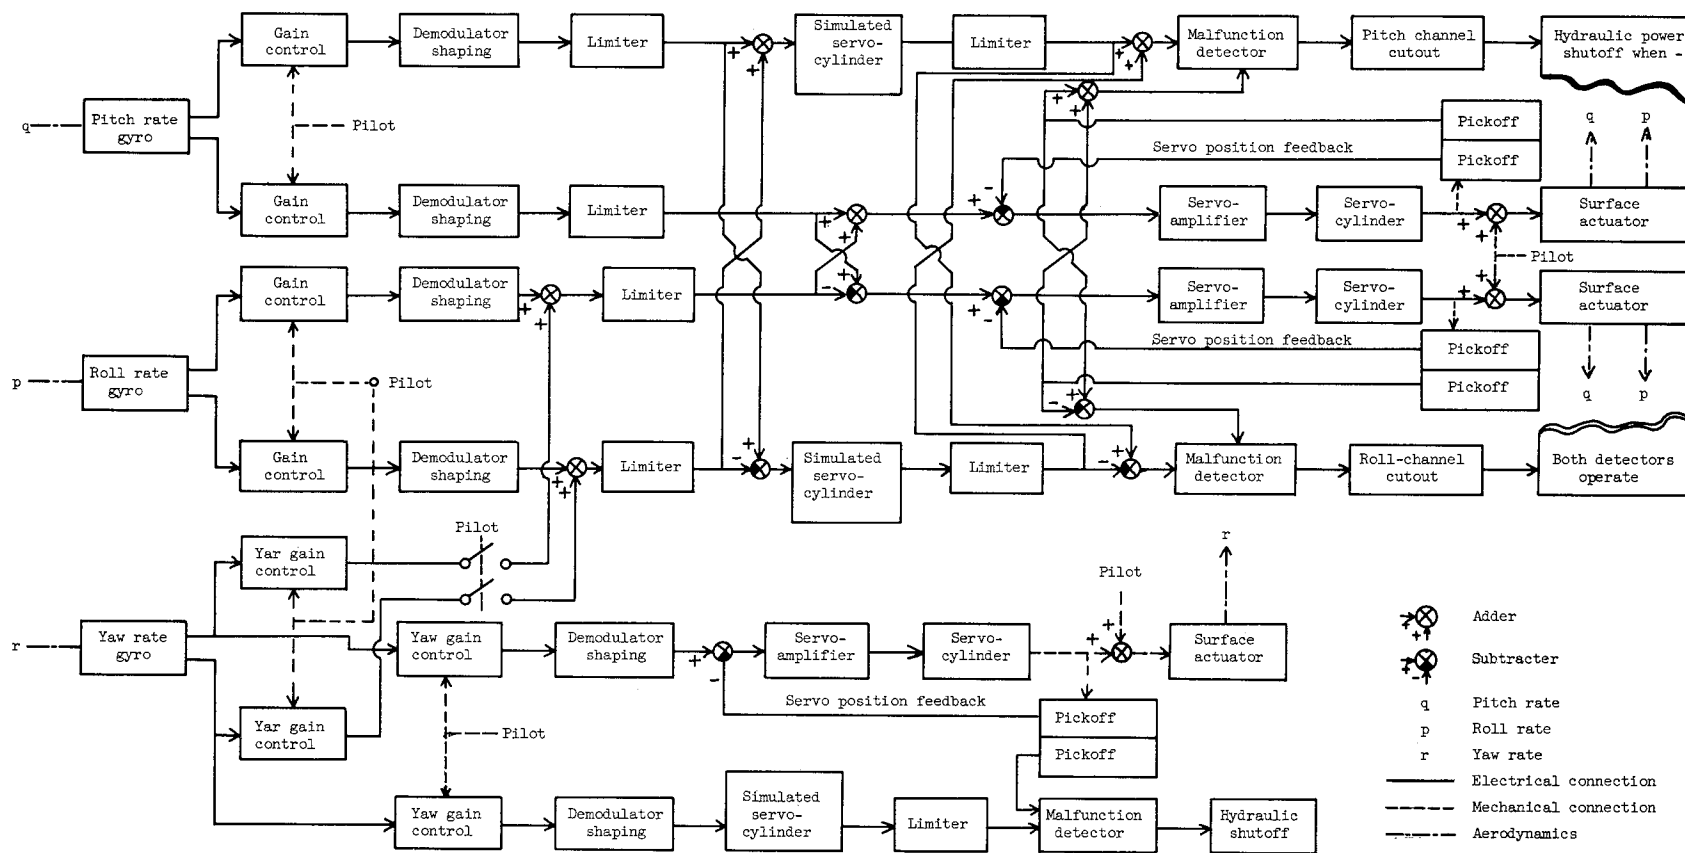 Gain
control
Demodulator
shaping
Limiter
+
+
Simulated
servo-
cylinder
Limiter
+
+
Malfunction
detector
Pitch channel
cutout
Hydraulic power
shutoff when -
q
Pitch rate
gyro
Pilot
+
+
Pickoff
Pickoff
Servo position feedback
q
p
Gain
control
Demodulator
shaping
Limiter
+
+
+
-
Servo-
amplifier
Servo-
cylinder
+
+
Surface
actuator
Pilot
Gain
control
Demodulator
shaping
+
+
Limiter
-
+
+
-
Servo-
amplifier
Servo-
cylinder
+
+
Surface
actuator
Servo position feedback
Pickoff
Pickoff
q
p
p
Roll rate
gyro
Pilot
-
+
Gain
control
Demodulator
shaping
+
+
Limiter
-
+
Simulated
servo-
cylinder
Limiter
-
+
Malfunction
detector
Roll-channel
cutout
Both detectors
operate
Pilot
Yar gain
control
r
Yaw rate
gyro
Yaw gain
control
Demodulator
shaping
+
-
Servo-
amplifier
Servo-
cylinder
Pilot
+
+
Surface
actuator
r
Servo position feedback
Pickoff
Pickoff
Yar gain
control
Pilot
Yaw gain
control
Demodulator
shaping
Simulated
servo-
cylinder
Limiter
Malfunction
detector
Hydraulic
shutoff
+
+
Adder
+
-
Subtracter
q Pitch rate
p Roll rate
r Yaw rate
Electrical connection
Mechanical connection
Aerodynamics